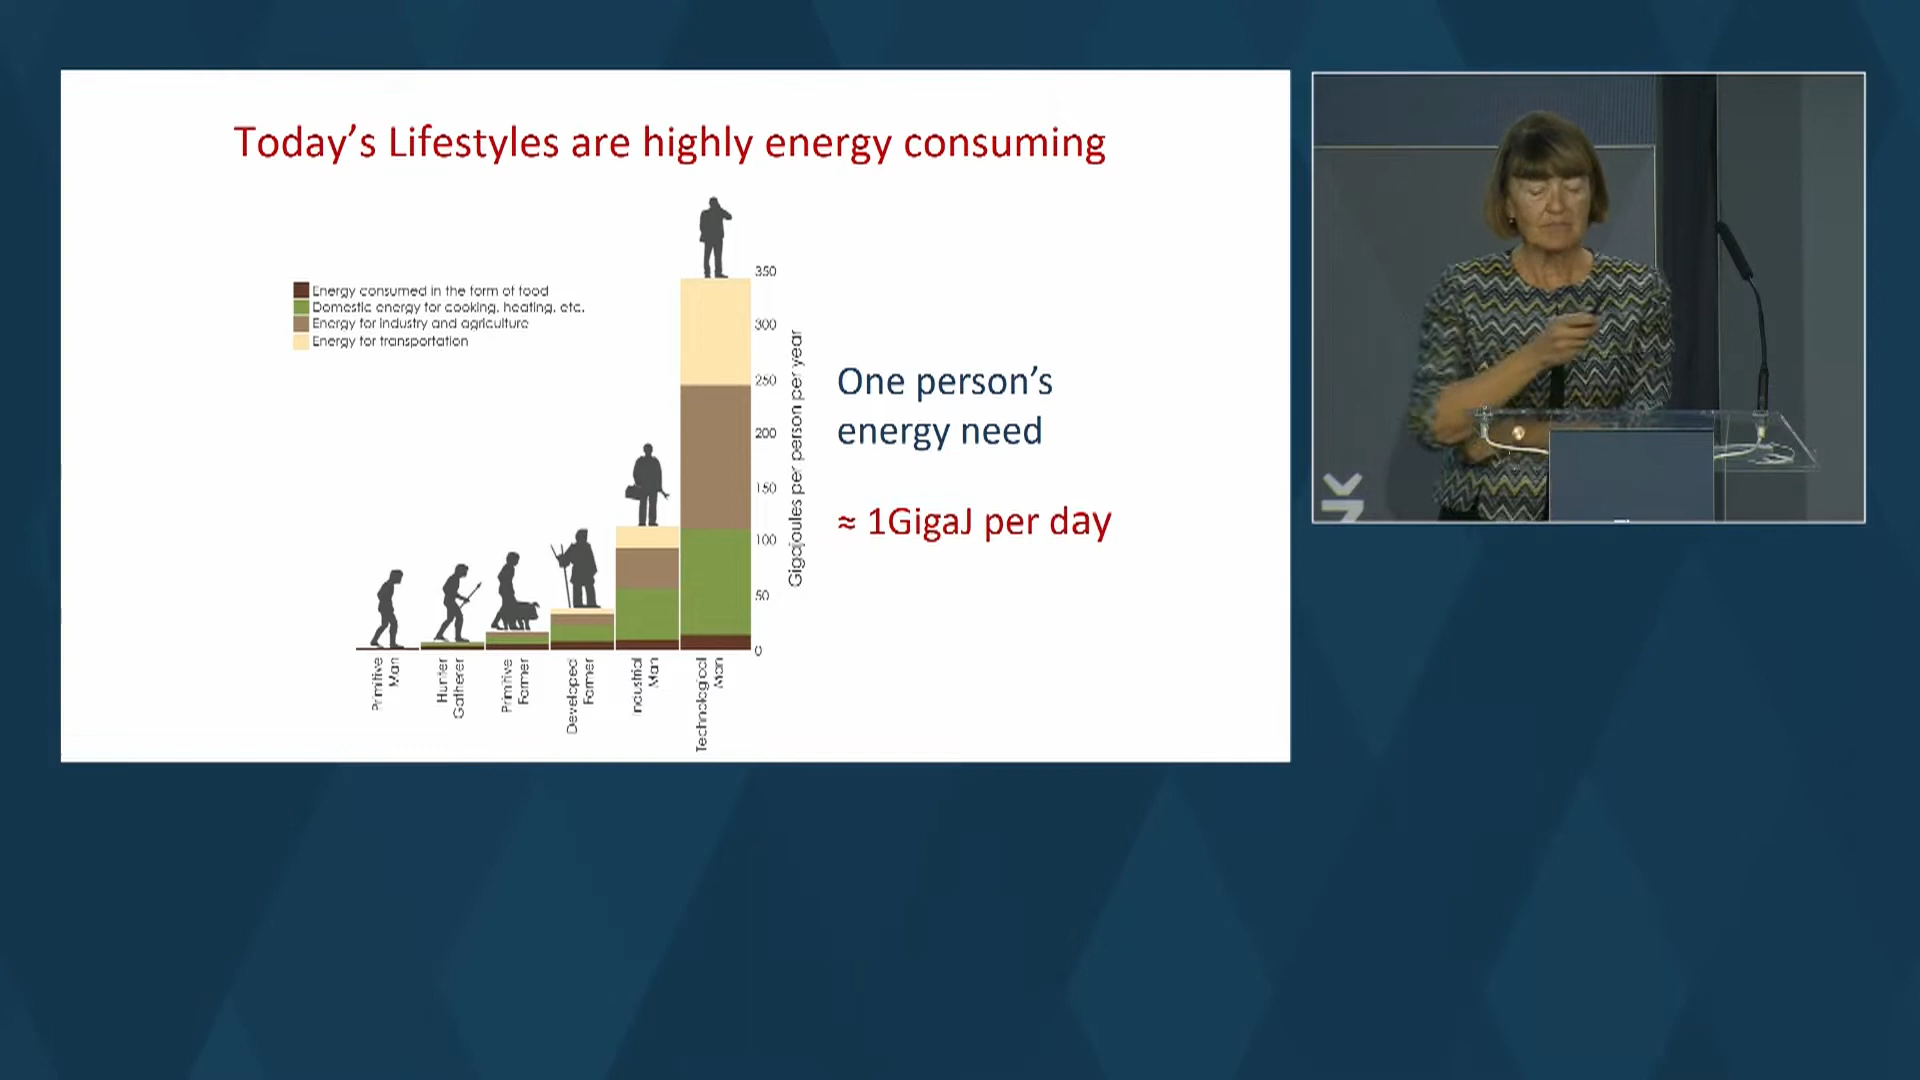 Today's Lifestyles are highly energy consuming
Energy consumed in the form of food
Domestic energy for cooking, heating, etc.
Energy for industry and agriculture
Energy for transportation
350
300
250
200
150
100
50
0
Gigajoules per person per year
One person's
energy need
≈ 1GigaJ per day
Primitive
Man
Hunter
Gatherer
Primitive
Farmer
Developed
Farmer
Industrial
Man
Technological
Man